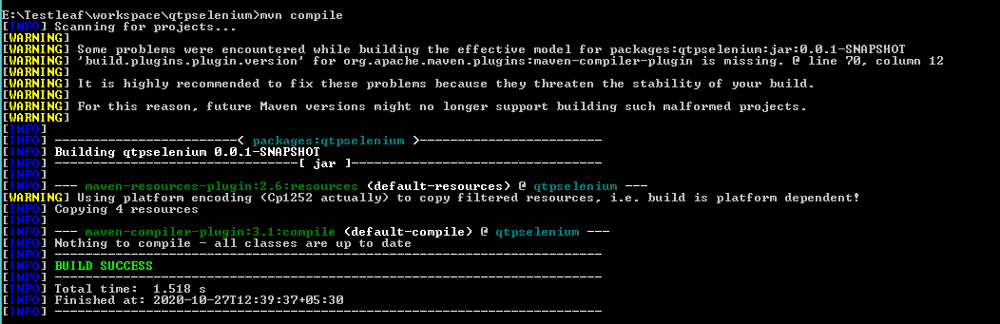 E:\Testleaf\workspace\qtpselenium>mvn compile
[INFO] Scanning for projects...
[WARNING]
[WARNING] Some problems were encountered while building the effective model for packages:qtpselenium:jar:0.0.1-SNAPSHOT
[WARNING] 'build.plugins.plugin.version' for org.apache.maven.plugins:maven-compiler-plugin is missing. @ line 70, column 12
[WARNING]
[WARNING] It is highly recommended to fix these problems because they threaten the stability of your build.
[WARNING]
[WARNING] For this reason, future Maven versions might no longer support building such malformed projects.
[WARNING]
[INFO]
[INFO] ------------------------< packages:qtpselenium >------------------------
[INFO] Building qtpselenium 0.0.1-SNAPSHOT
[INFO] --------------------------------[ jar ]---------------------------------
[INFO]
[INFO] --- maven-resources-plugin:2.6:resources (default-resources) @ qtpselenium ---
[WARNING] Using platform encoding (Cp1252 actually) to copy filtered resources, i.e. build is platform dependent!
[INFO] Copying 4 resources
[INFO]
[INFO] --- maven-compiler-plugin:3.1:compile (default-compile) @ qtpselenium ---
[INFO] Nothing to compile - all classes are up to date
[INFO] ------------------------------------------------------------------------
[INFO] BUILD SUCCESS
[INFO] ------------------------------------------------------------------------
[INFO] Total time:  1.518 s
[INFO] Finished at: 2020-10-27T12:39:37+05:30
[INFO] ------------------------------------------------------------------------